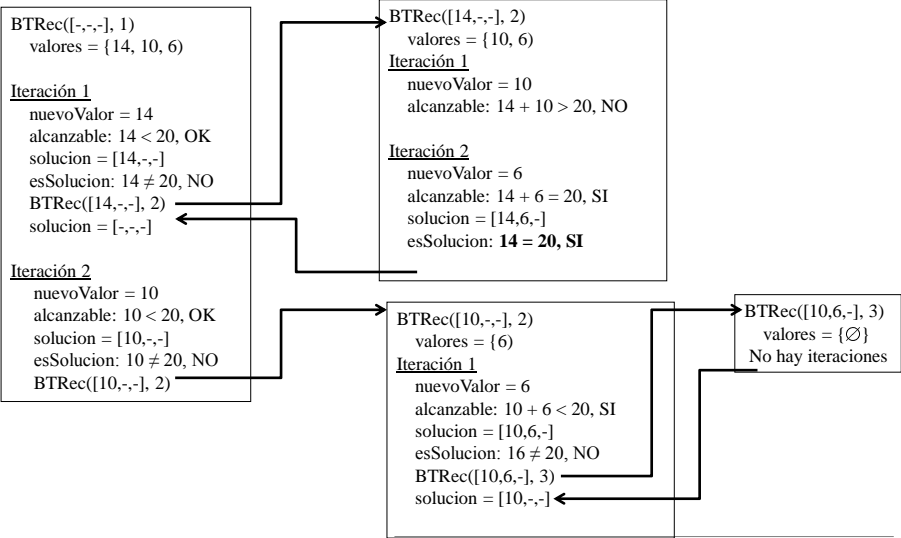 BTRec([-,-,-], 1)
valores = {14, 10, 6)
Iteración 1
nuevoValor = 14
alcanzable: 14 < 20, OK
solucion = [14,-,-]
esSolucion: 14 ≠ 20, NO
BTRec([14,-,-], 2)
solucion = [-,-,-]
Iteración 2
nuevoValor = 10
alcanzable: 10 < 20, OK
solucion = [10,-,-]
esSolucion: 10 ≠ 20, NO
BTRec([10,-,-], 2)
BTRec([14,-,-], 2)
valores = {10, 6)
Iteración 1
nuevoValor = 10
alcanzable: 14 + 10 > 20, NO
Iteración 2
nuevoValor = 6
alcanzable: 14 + 6 = 20, SI
solucion = [14,6,-]
esSolucion: 14 = 20, SI
BTRec([10,-,-], 2)
valores = {6)
Iteración 1
nuevoValor = 6
alcanzable: 10 + 6 < 20, SI
solucion = [10,6,-]
esSolucion: 16 ≠ 20, NO
BTRec([10,6,-], 3)
solucion = [10,-,-]
BTRec([10,6,-], 3)
valores = {∅}
No hay iteraciones